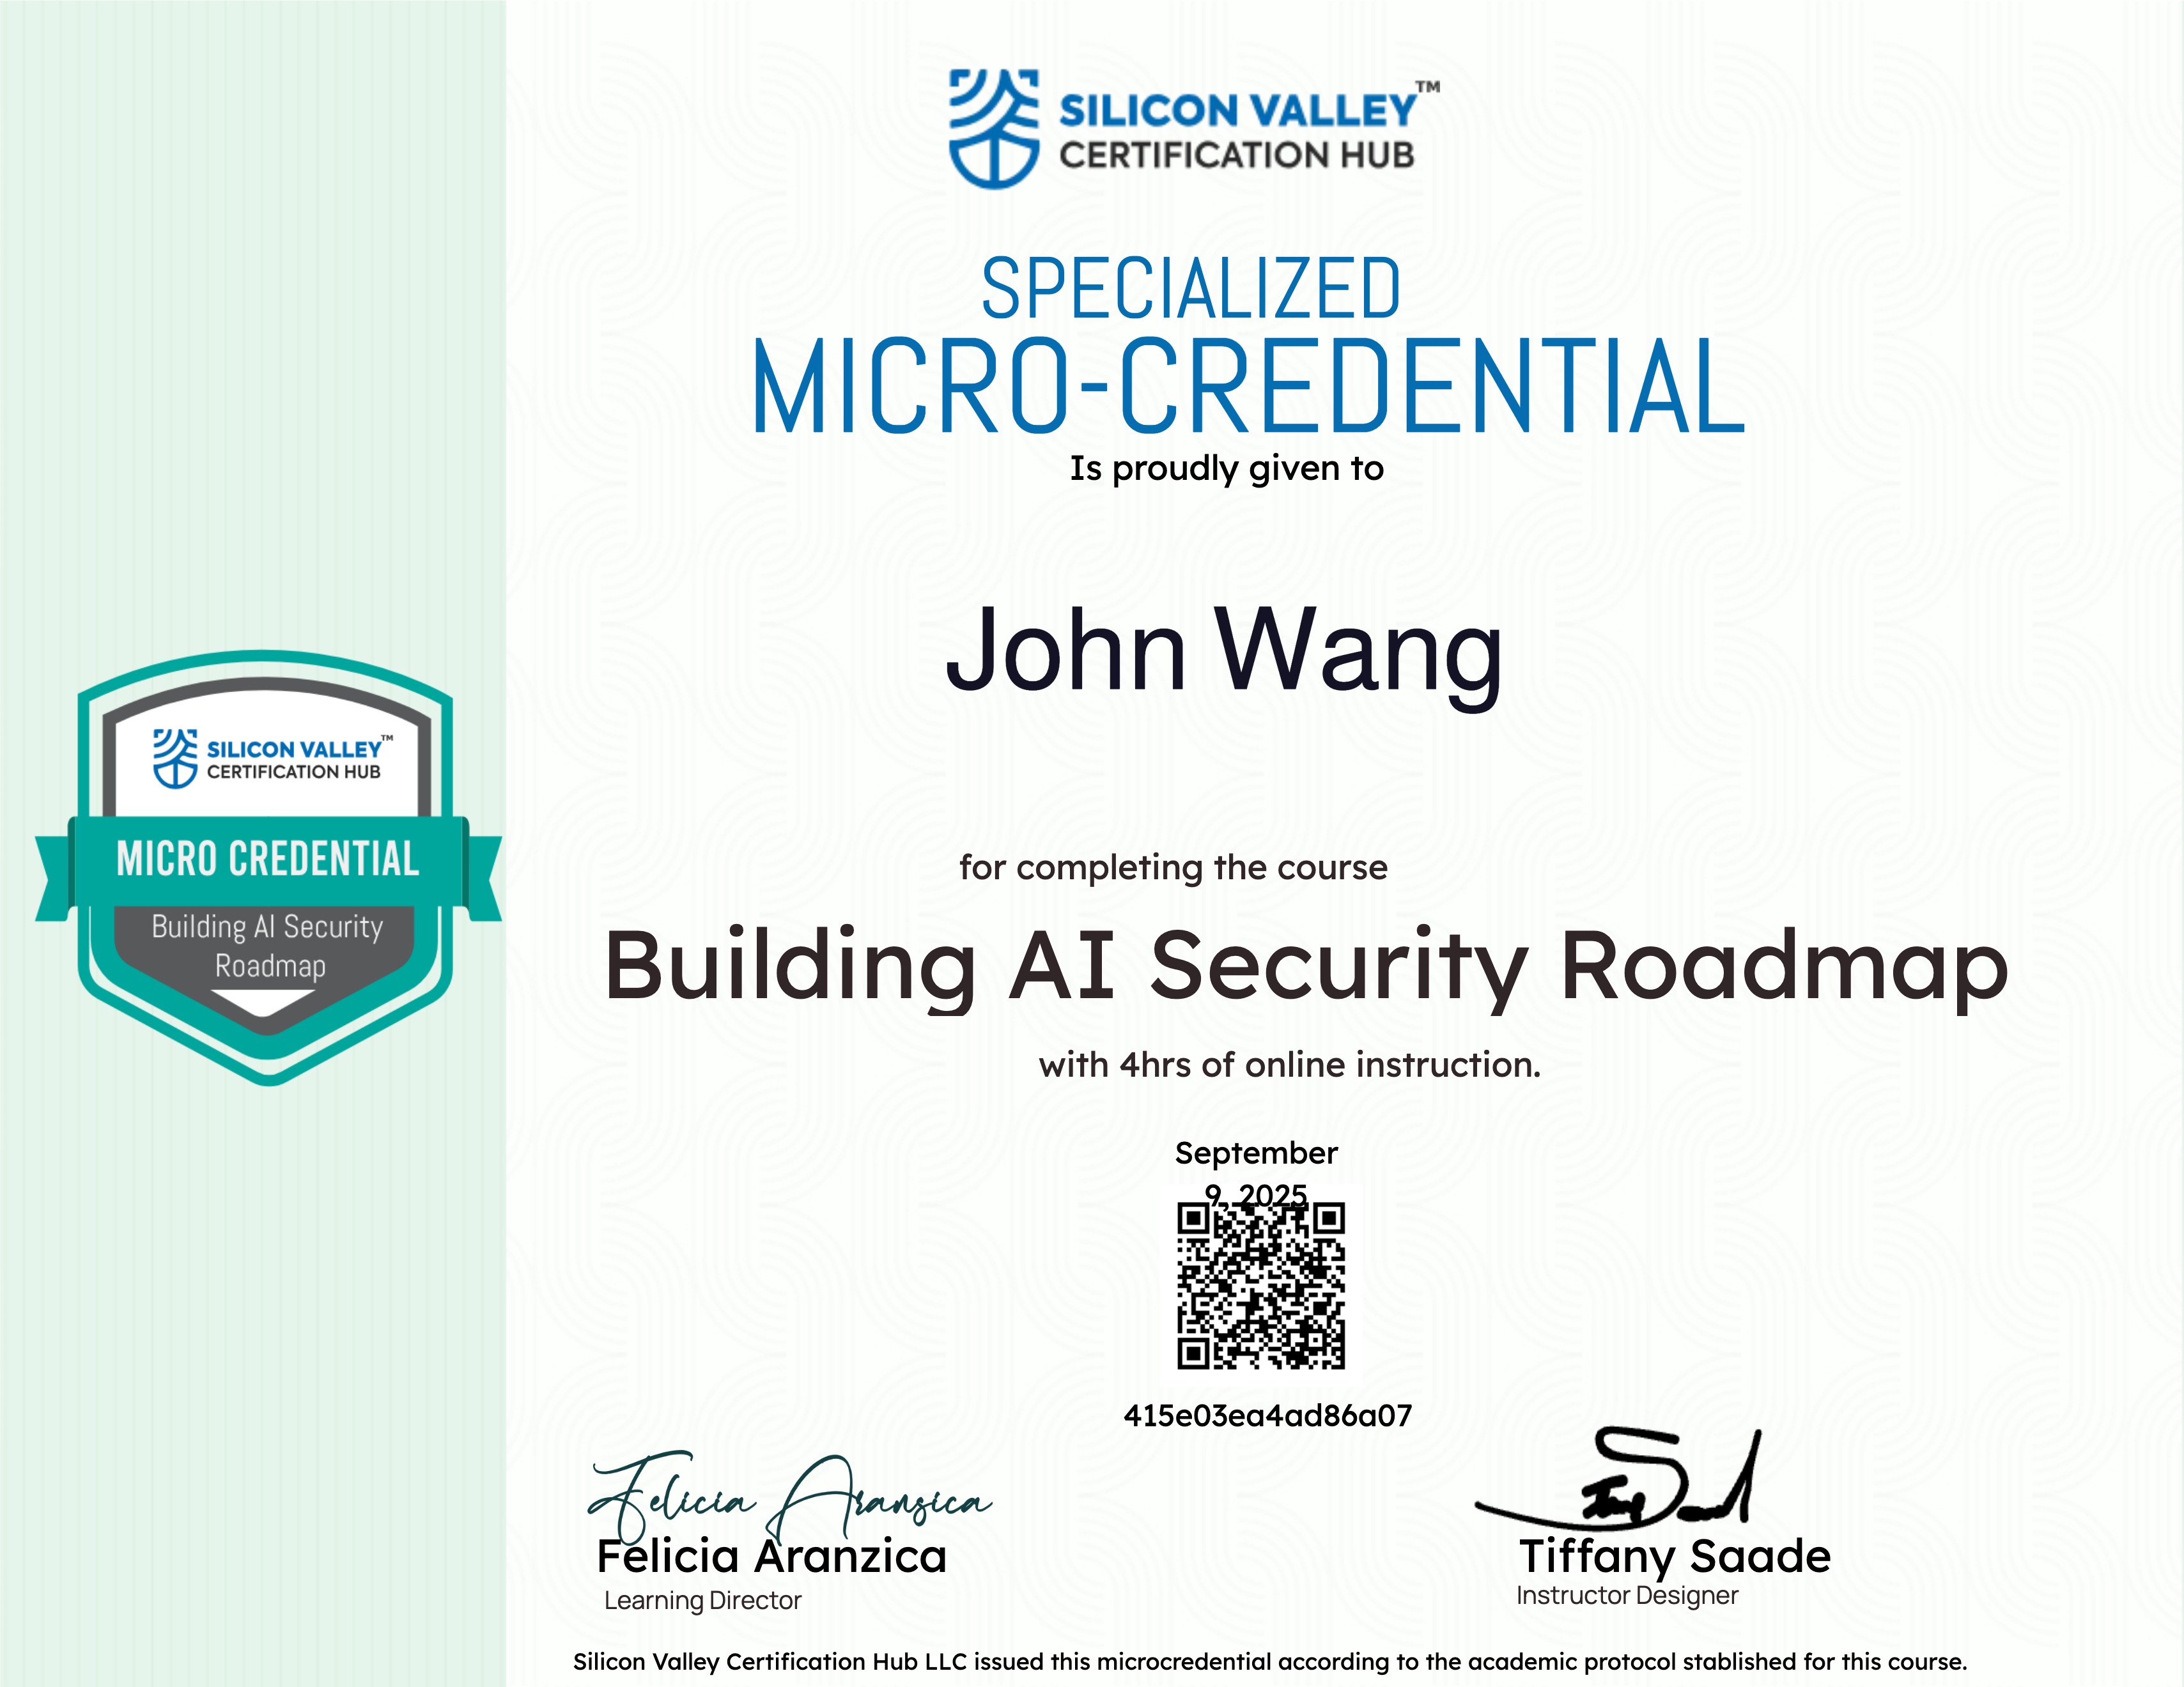 SILICON VALLEY™
CERTIFICATION HUB
SPECIALIZED
MICRO-CREDENTIAL
Is proudly given to
John Wang
SILICON VALLEY™
CERTIFICATION HUB
MICRO CREDENTIAL
Building AI Security
Roadmap
for completing the course
Building AI Security Roadmap
with 4hrs of online instruction.
September
9, 2025
415e03ea4ad86a07
Felicia Aranzica
Felicia Aranzica
Learning Director
Tiffany Saade
Instructor Designer
Silicon Valley Certification Hub LLC issued this microcredential according to the academic protocol stablished for this course.